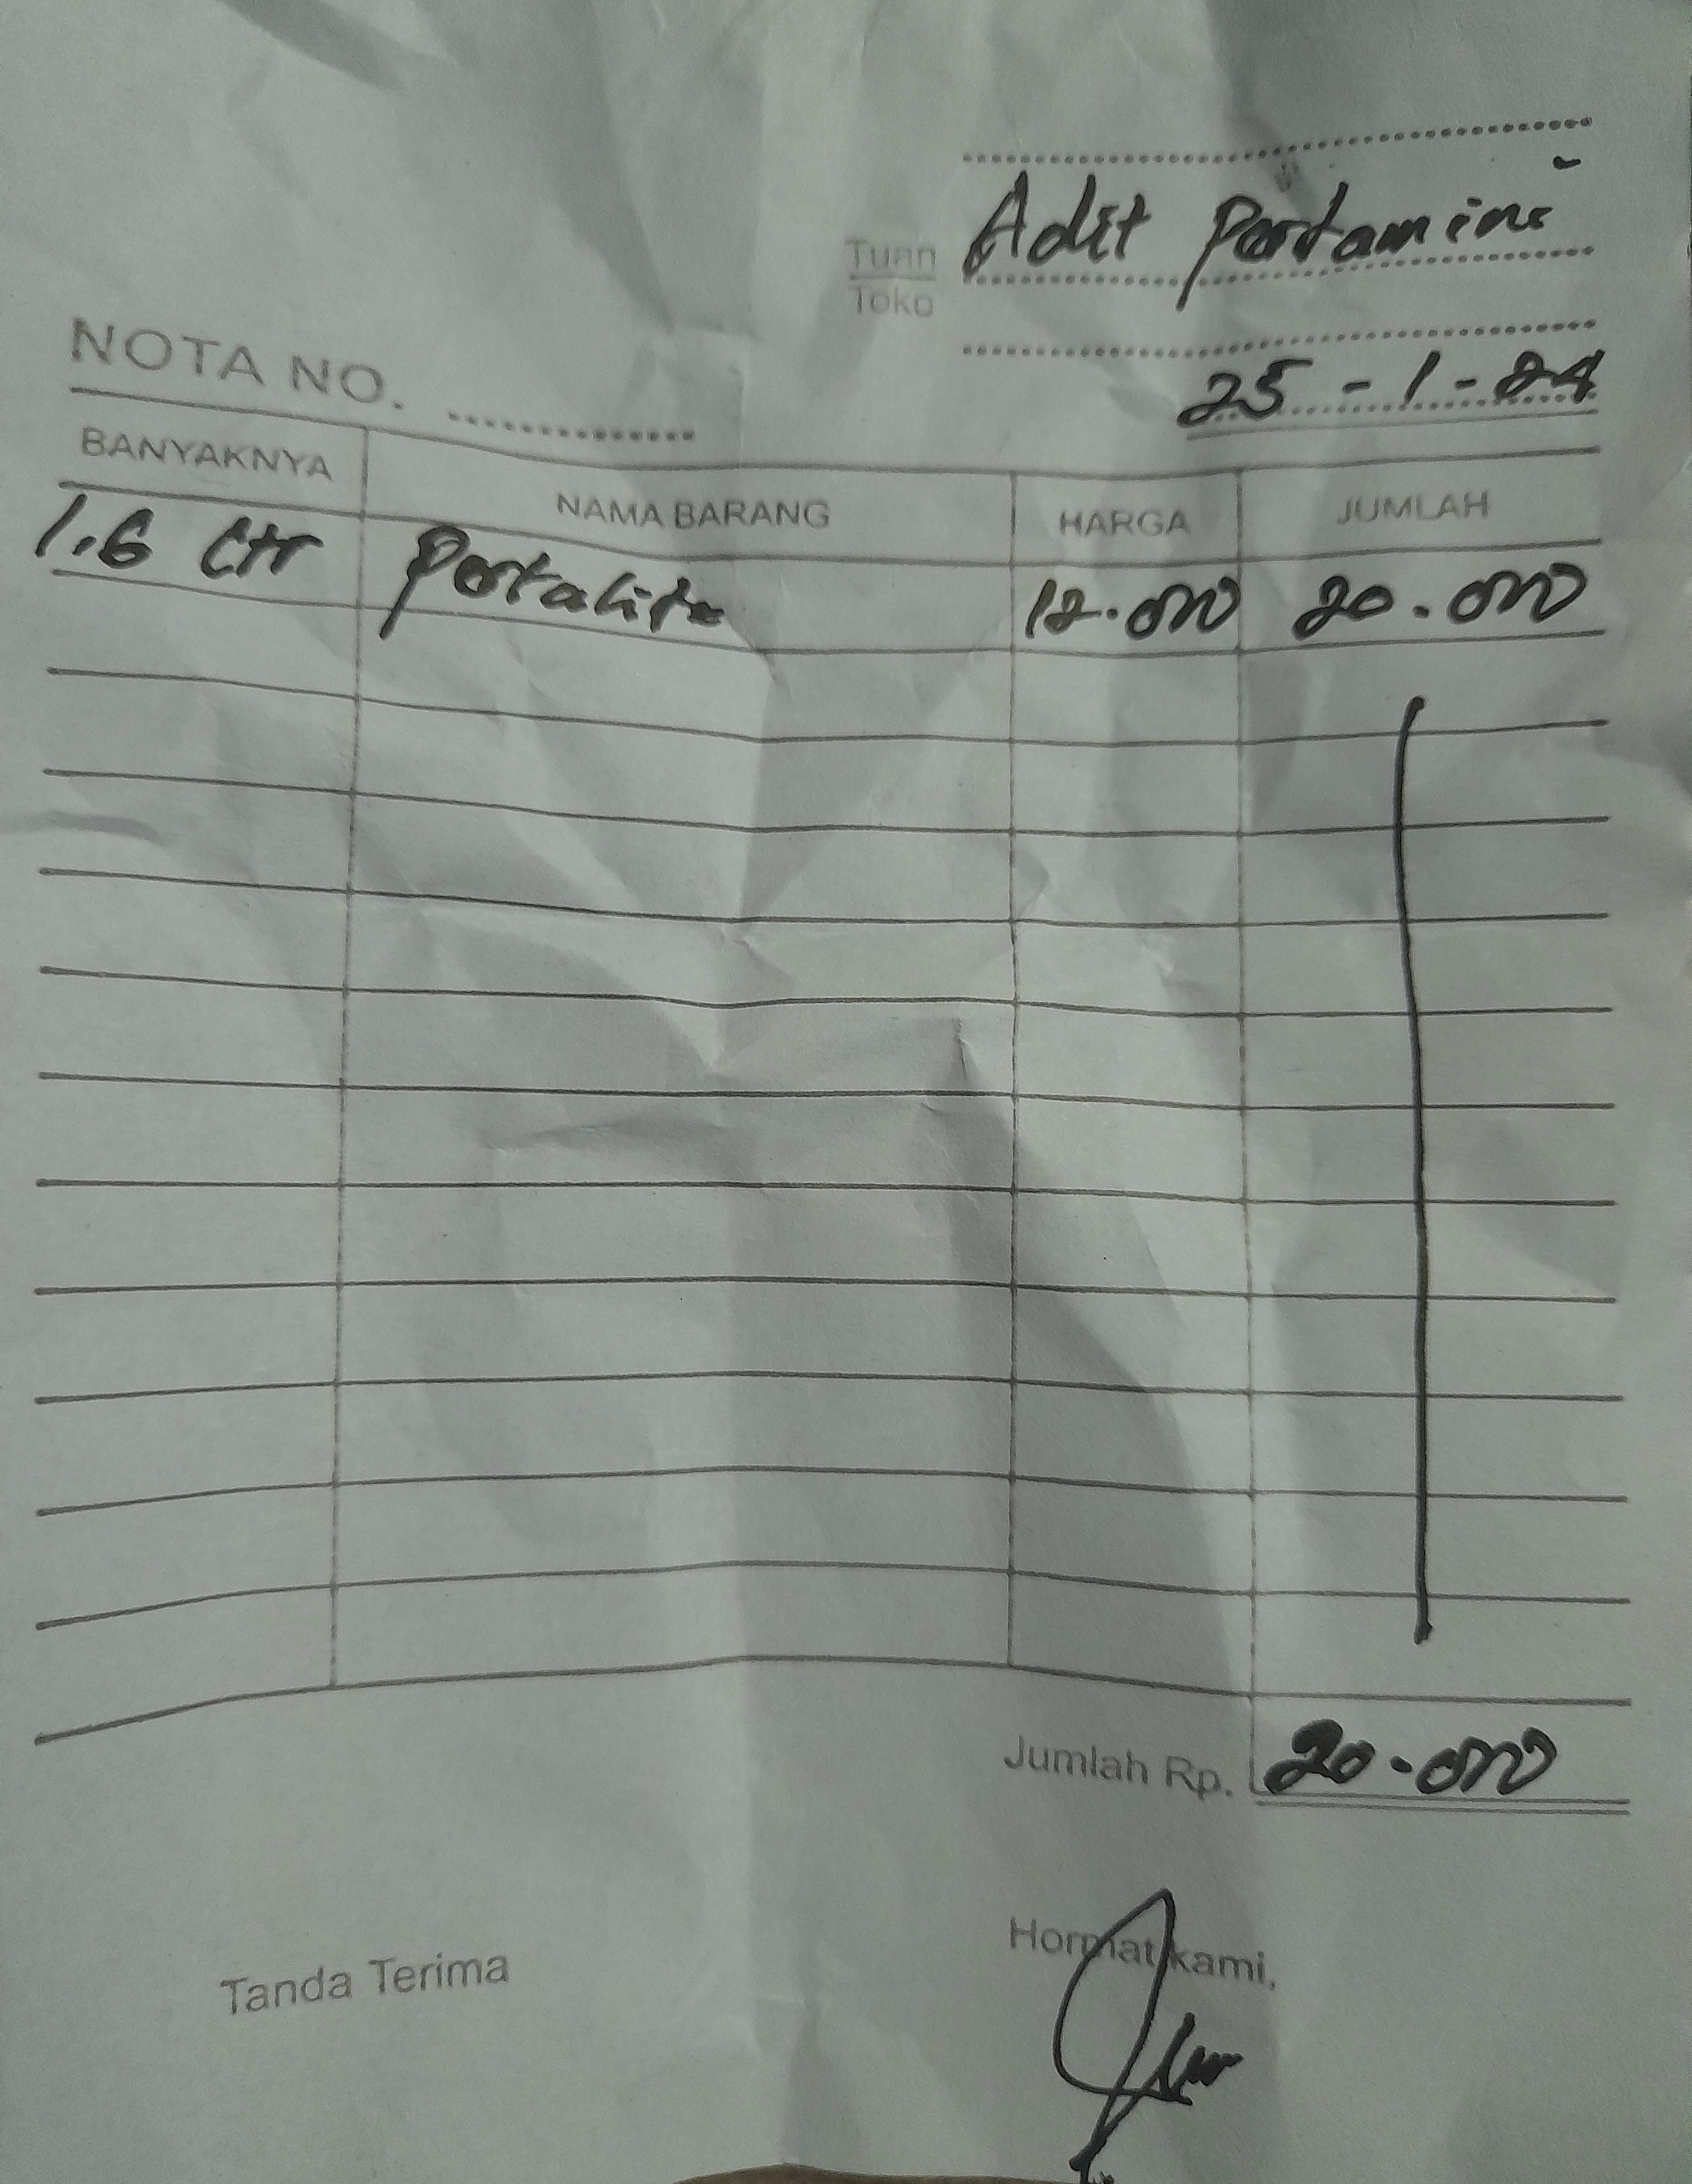 Tuan
Toko
Adit Pertamini
NOTA NO. ..............
25 - 1 - 24
BANYAKNYA NAMA BARANG HARGA JUMLAH
1.6 Ltr Pertalite 12.000 20.000
Jumlah Rp. 20.000
Tanda Terima Hormat kami,